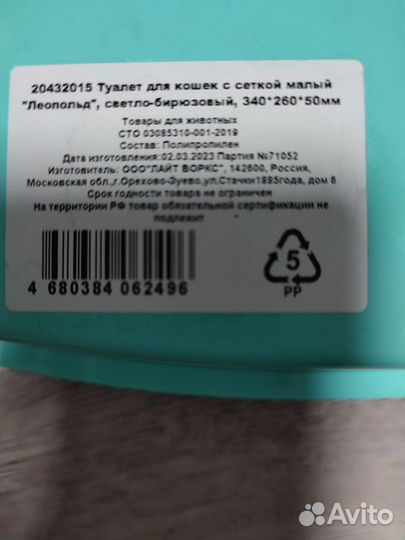 20432015 Туалет для кошек с сеткой малый
"Леопольд", светло-бирюзовый, 340*260*50мм
Товары для животных
СТО 03085310-001-2019
Состав: Полипропилен
Дата изготовления:02.03.2023 Партия №71052
Изготовитель: ООО"ЛАЙТ ВОРКС", 142600, Россия,
Московская обл.,г.Орехово-Зуево,ул.Стачки1885года, дом 6
Срок годности товара не ограничен
На территории РФ товар обязательной сертификации не
подлежит
4 680384 062496
5
PP
Avito